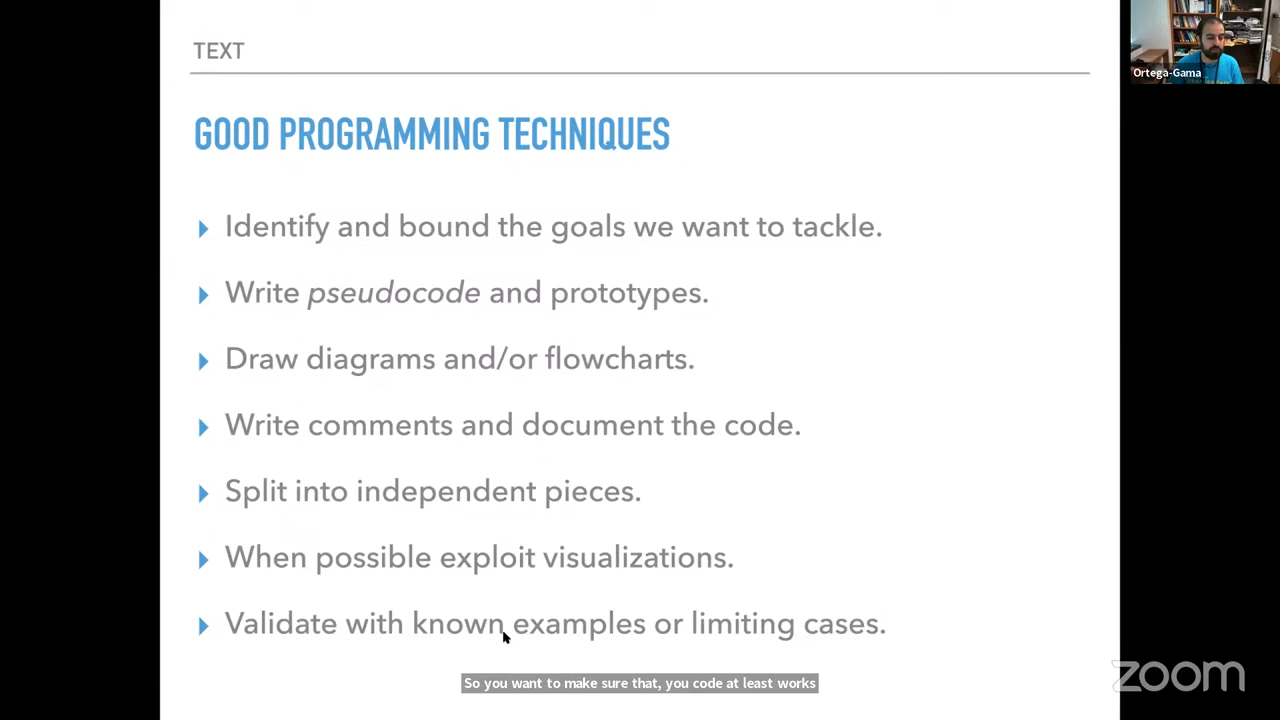 TEXT
Ortega-Gama
GOOD PROGRAMMING TECHNIQUES
Identify and bound the goals we want to tackle.
Write pseudocode and prototypes.
Draw diagrams and/or flowcharts.
Write comments and document the code.
Split into independent pieces.
When possible exploit visualizations.
Validate with known examples or limiting cases.
So you want to make sure that, you code at least works
zoom